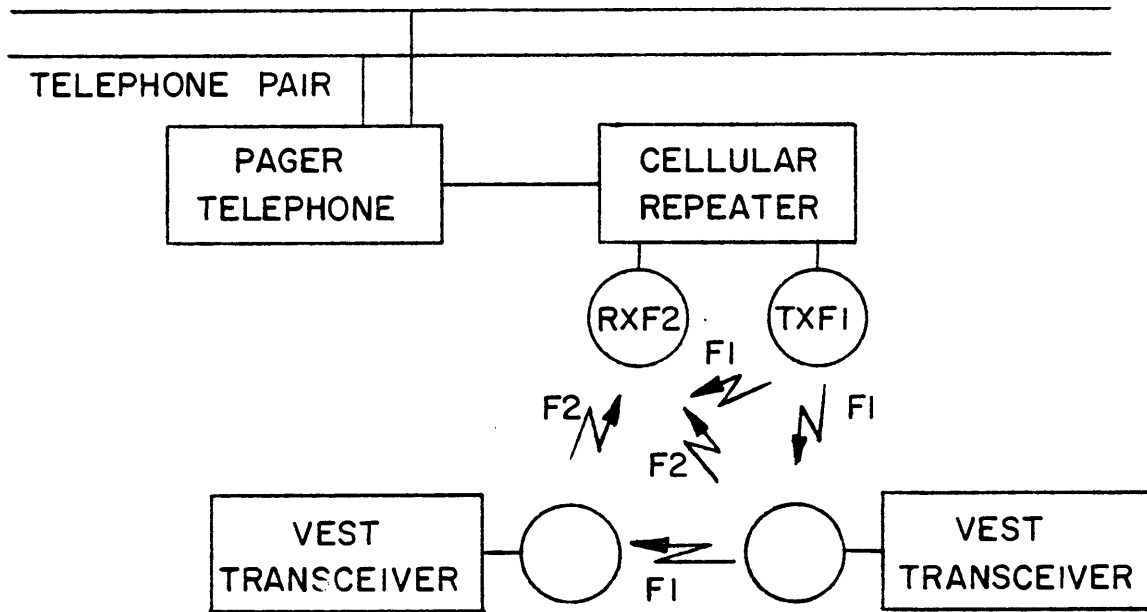 TELEPHONE PAIR
PAGER
TELEPHONE
CELLULAR
REPEATER
RXF2
TXF1
F1
F2
F1
F2
VEST
TRANSCEIVER
F1
VEST
TRANSCEIVER